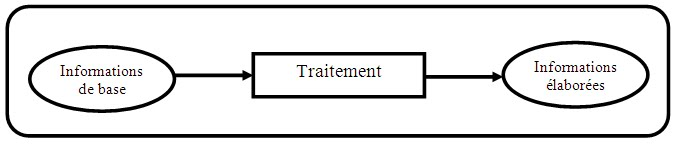 Informations
de base
Traitement
Informations
élaborées